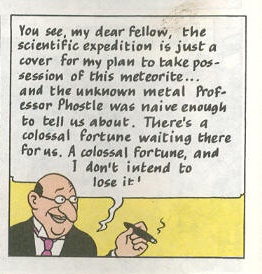 You see, my dear fellow, the
scientific expedition is just a
cover for my plan to take pos-
session of this meteorite...
and the unknown metal Prof-
essor Phostle was naive enough
to tell us about. There's a
colossal fortune waiting there
for us. A colossal fortune, and
I don't intend to
lose it!